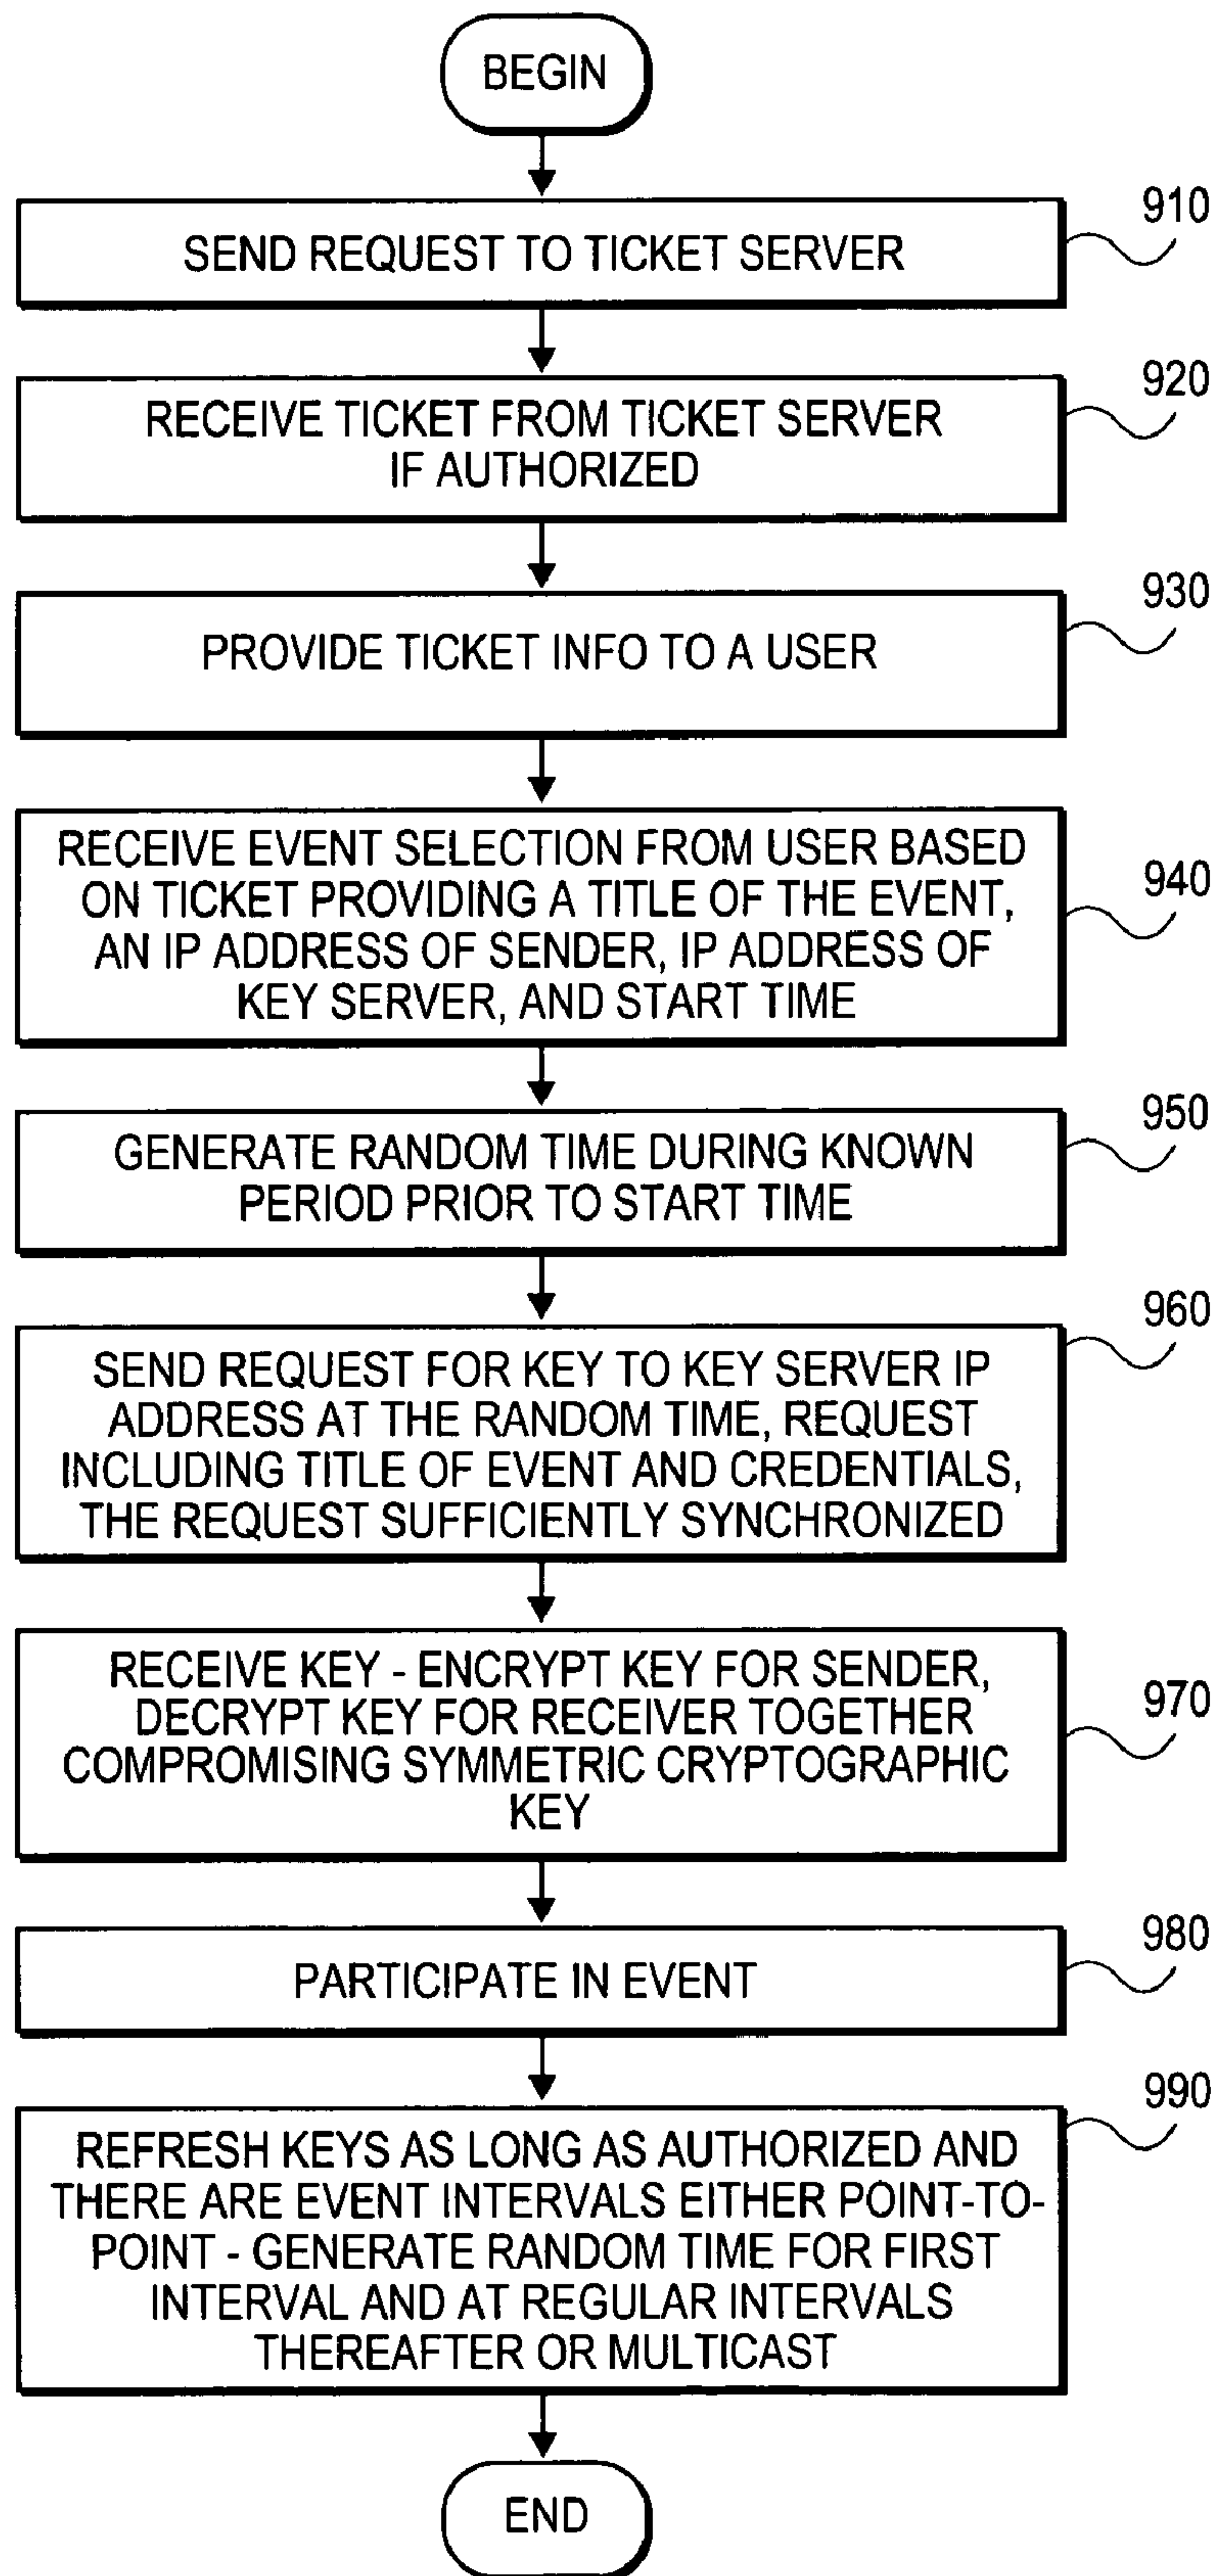 BEGIN
910
SEND REQUEST TO TICKET SERVER
920
RECEIVE TICKET FROM TICKET SERVER
IF AUTHORIZED
930
PROVIDE TICKET INFO TO A USER
940
RECEIVE EVENT SELECTION FROM USER BASED
ON TICKET PROVIDING A TITLE OF THE EVENT,
AN IP ADDRESS OF SENDER, IP ADDRESS OF
KEY SERVER, AND START TIME
950
GENERATE RANDOM TIME DURING KNOWN
PERIOD PRIOR TO START TIME
960
SEND REQUEST FOR KEY TO KEY SERVER IP
ADDRESS AT THE RANDOM TIME, REQUEST
INCLUDING TITLE OF EVENT AND CREDENTIALS,
THE REQUEST SUFFICIENTLY SYNCHRONIZED
970
RECEIVE KEY - ENCRYPT KEY FOR SENDER,
DECRYPT KEY FOR RECEIVER TOGETHER
COMPROMISING SYMMETRIC CRYPTOGRAPHIC
KEY
980
PARTICIPATE IN EVENT
990
REFRESH KEYS AS LONG AS AUTHORIZED AND
THERE ARE EVENT INTERVALS EITHER POINT-TO-
POINT - GENERATE RANDOM TIME FOR FIRST
INTERVAL AND AT REGULAR INTERVALS
THEREAFTER OR MULTICAST
END